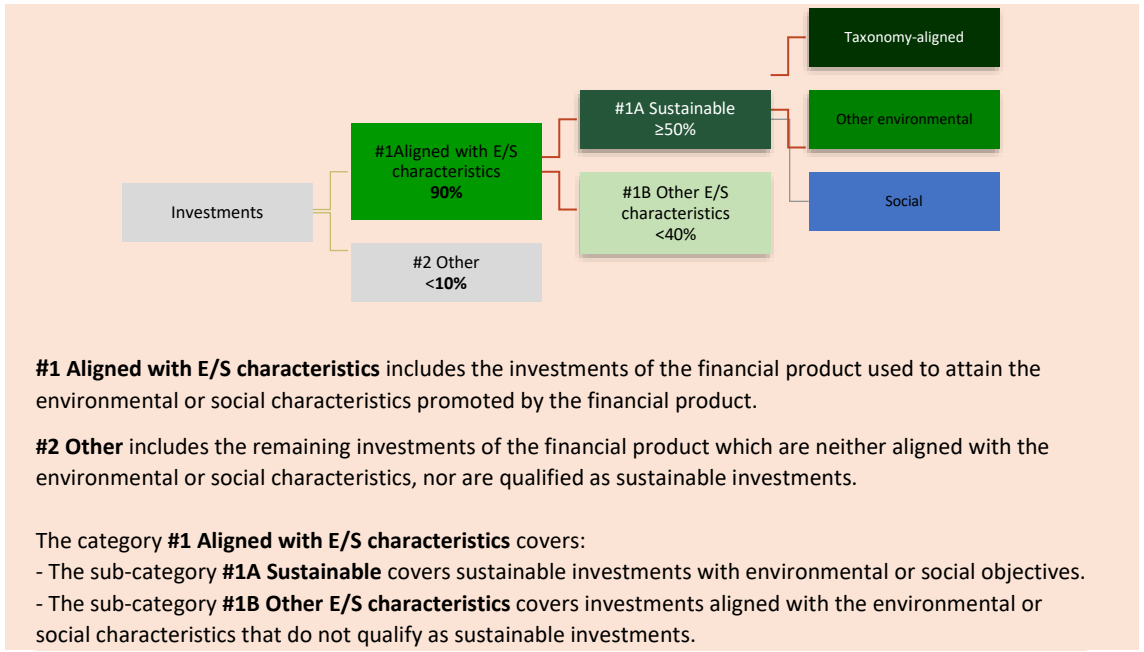 Taxonomy-aligned
#1A Sustainable
≥50%
Other environmental
#1Aligned with E/S
characteristics
90%
#1B Other E/S
characteristics
<40%
Investments
Social
#2 Other
<10%
#1 Aligned with E/S characteristics includes the investments of the financial product used to attain the
environmental or social characteristics promoted by the financial product.
#2 Other includes the remaining investments of the financial product which are neither aligned with the
environmental or social characteristics, nor are qualified as sustainable investments.
The category #1 Aligned with E/S characteristics covers:
- The sub-category #1A Sustainable covers sustainable investments with environmental or social objectives.
- The sub-category #1B Other E/S characteristics covers investments aligned with the environmental or
social characteristics that do not qualify as sustainable investments.